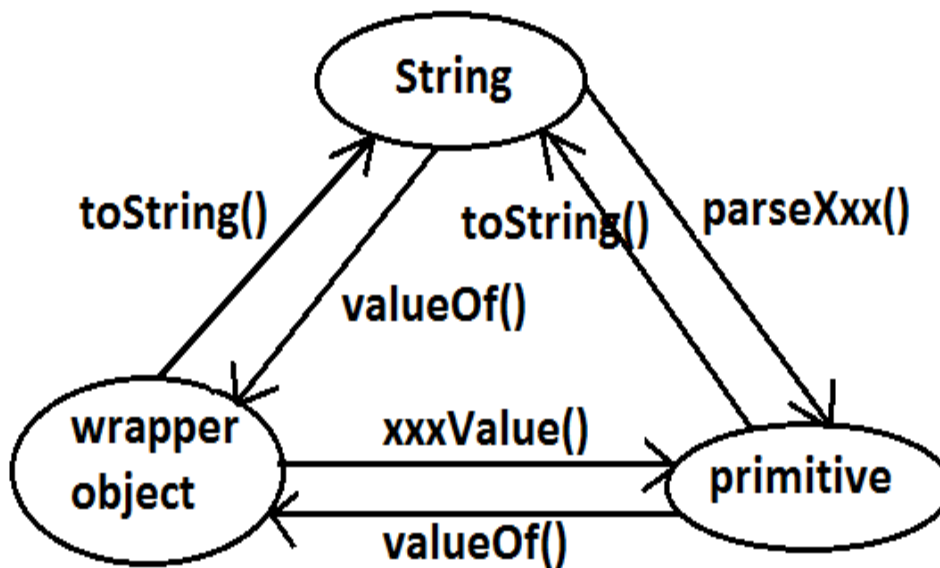 String
toString()
toString()
parseXxx()
valueOf()
wrapper
object
xxxValue()
primitive
valueOf()